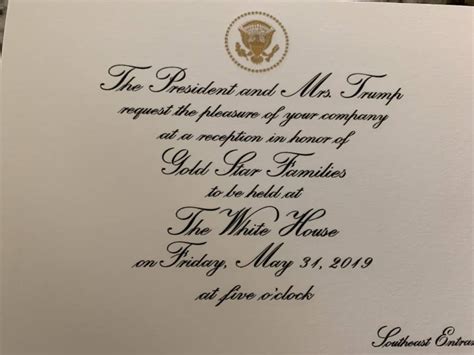 The President and Mrs. Trump
request the pleasure of your company
at a reception in honor of
Gold Star Families
to be held at
The White House
on Friday, May 31, 2019
at five o'clock
Southeast